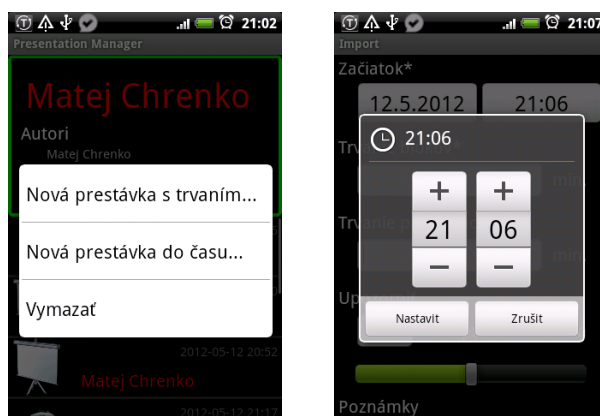 21:02
Presentation Manager
Matej Chrenko
Autori
Matej Chrenko
Nová prestávka s trvaním...
Nová prestávka do času...
Vymazať
2012-05-12 20:52
Matej Chrenko
2012-05-12 21:17
21:07
Import
Začiatok*
12.5.2012
21:06
21:06
min.
+
+
21
06
min.
−
−
Nastavit
Zrušit
Poznámky